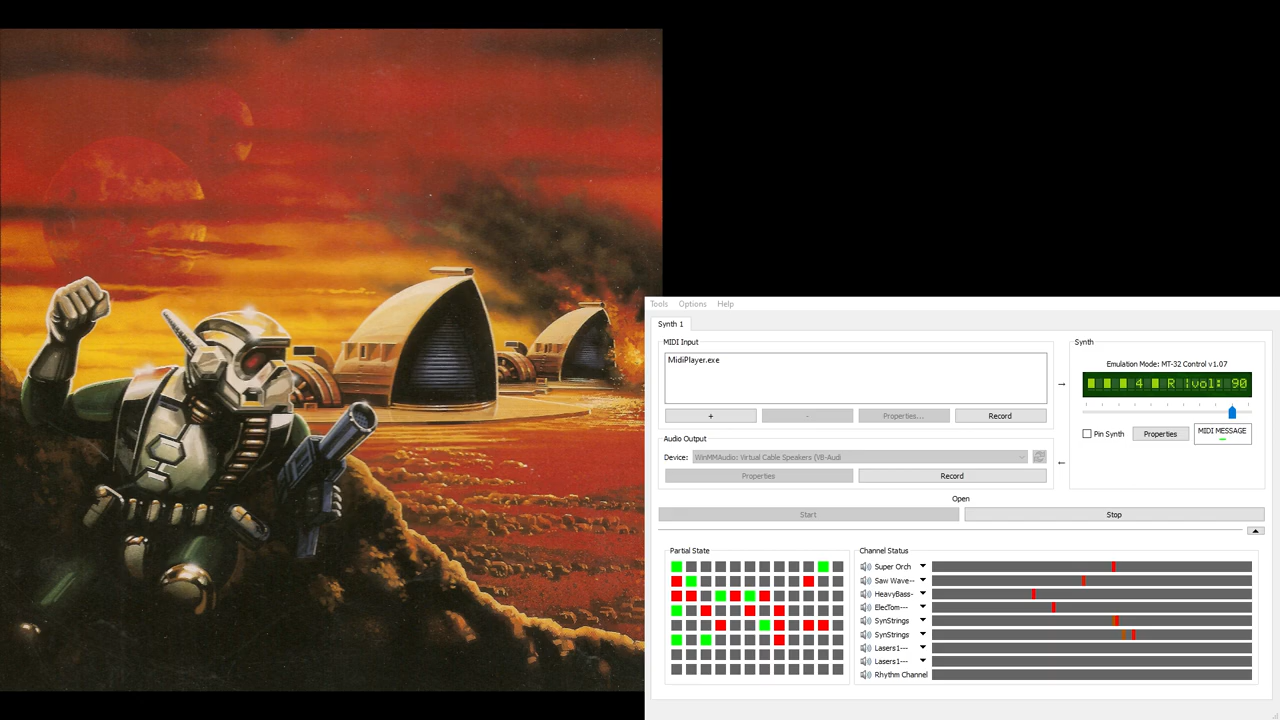 Tools Options Help
Synth 1
MIDI Input
MidiPlayer.exe
+ - Properties... Record
Audio Output
Device: WinMMAudio: Virtual Cable Speakers (VB-Audi
Properties Record
Synth
Emulation Mode: MT-32 Control v1.07
4 R |vol: 90
Pin Synth Properties MIDI MESSAGE
Open
Start Stop
Partial State
Channel Status
Super Orch
Saw Wave--
HeavyBass-
ElecTom---
SynStrings
SynStrings
Lasers1---
Lasers1---
Rhythm Channel